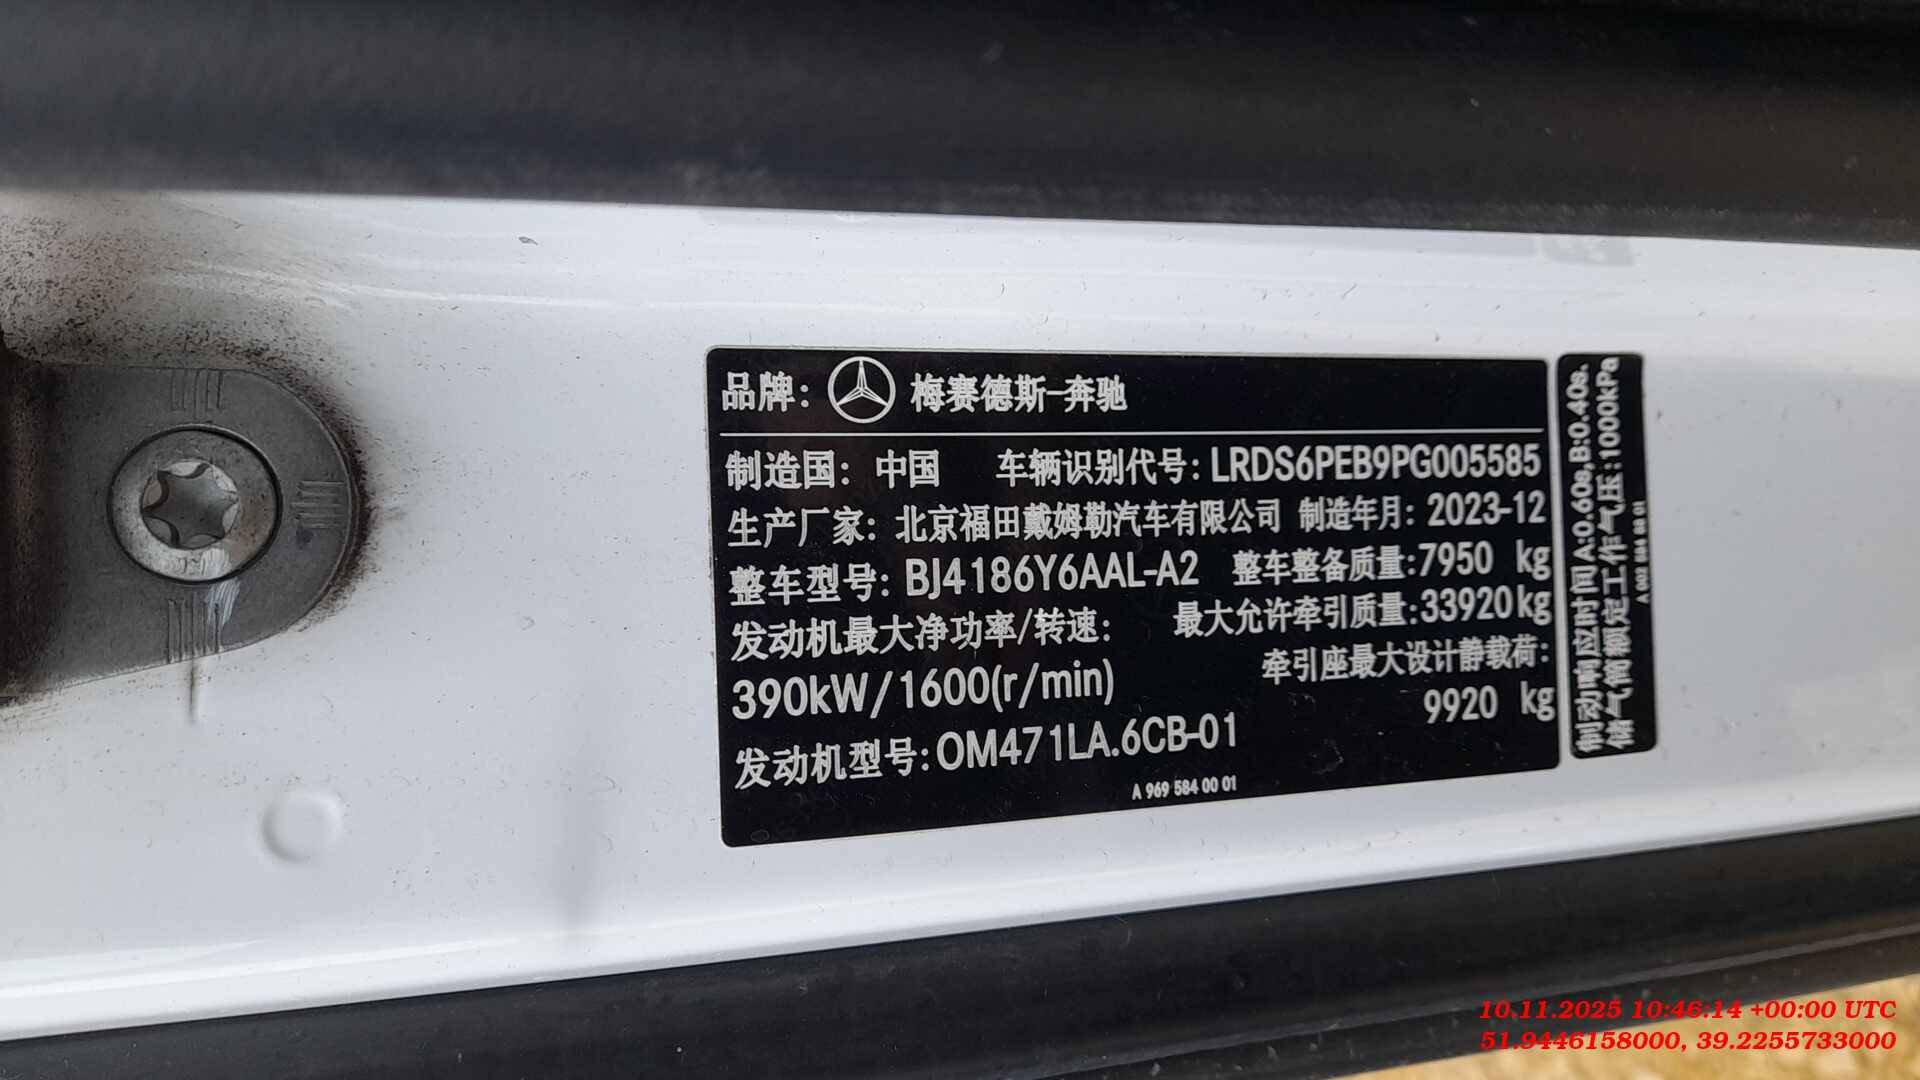 品牌: 梅赛德斯-奔驰
制造国: 中国 车辆识别代号: LRDS6PEB9PG005585
生产厂家: 北京福田戴姆勒汽车有限公司 制造年月: 2023-12
整车型号: BJ4186Y6AAL-A2 整车整备质量:7950 kg
发动机最大净功率/转速: 最大允许牵引质量:33920kg
390kW/1600(r/min) 牵引座最大设计静载荷:
9920 kg
发动机型号:OM471LA.6CB-01
A 969 584 00 01
制动响应时间A:0.60s,B:0.40s.
储气筒额定工作气压:1000kPa
10.11.2025 10:46:14 +00:00 UTC
51.9446158000, 39.2255733000